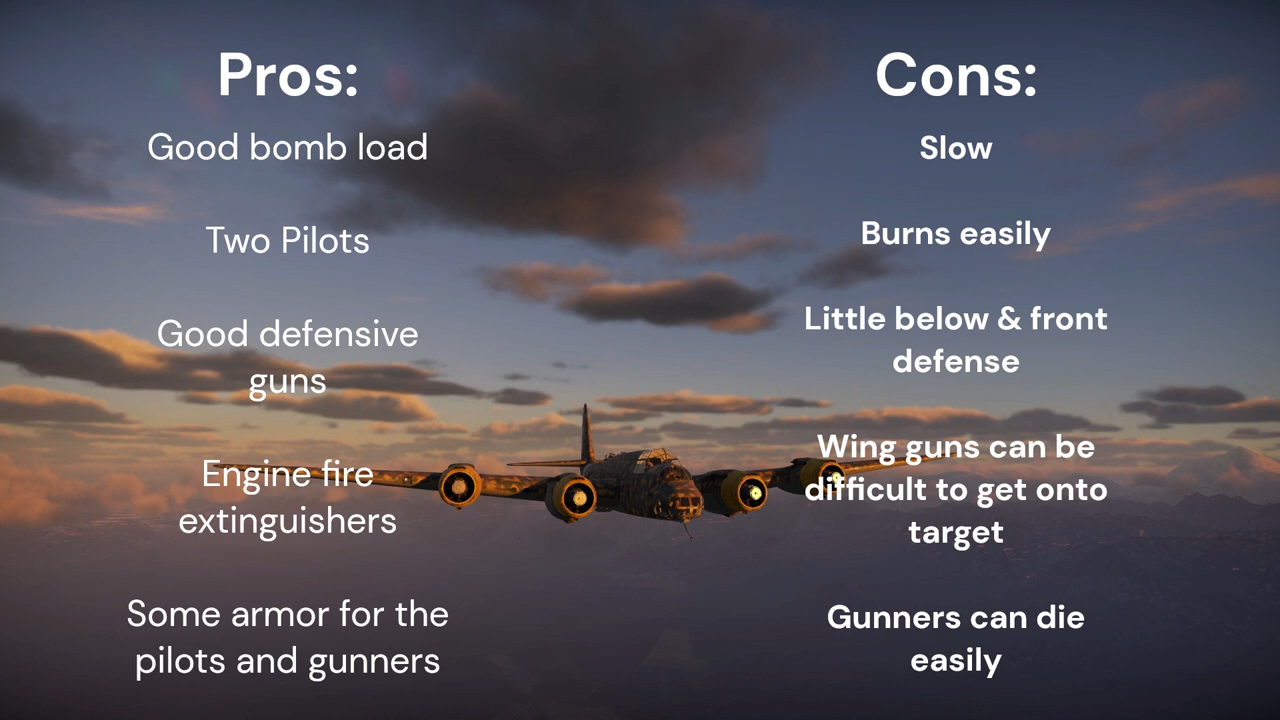 Pros:
Good bomb load
Two Pilots
Good defensive
guns
Engine fire
extinguishers
Some armor for the
pilots and gunners
Cons:
Slow
Burns easily
Little below & front
defense
Wing guns can be
difficult to get onto
target
Gunners can die
easily